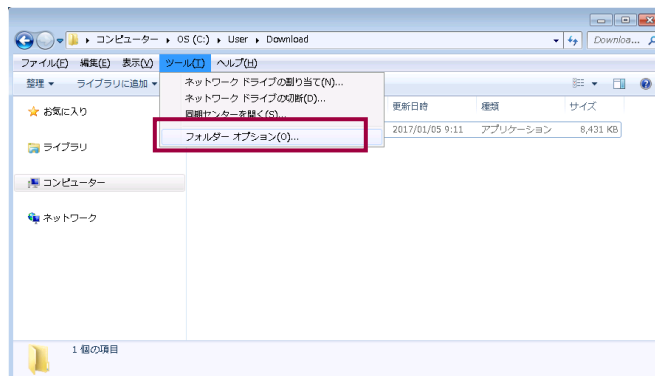 コンピューター ▸ OS (C:) ▸ User ▸ Download
Downloa...
ファイル(F) 編集(E) 表示(V) ツール(T) ヘルプ(H)
整理 ライブラリに追加
ネットワーク ドライブの割り当て(N)...
ネットワーク ドライブの切断(D)...
同期センターを開く(S)...
フォルダー オプション(O)...
更新日時 種類 サイズ
2017/01/05 9:11 アプリケーション 8,431 KB
お気に入り
ライブラリ
コンピューター
ネットワーク
1 個の項目